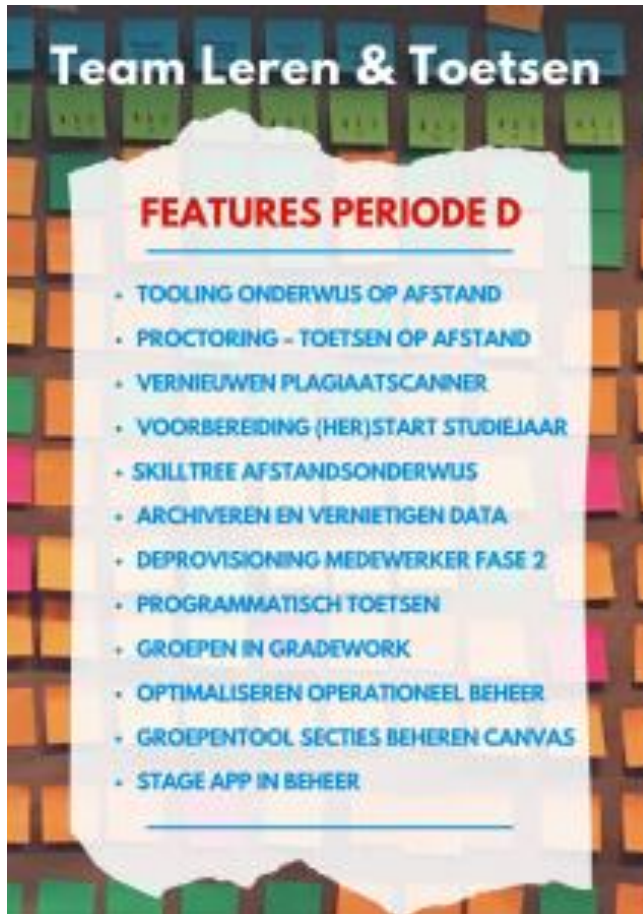 Team Leren & Toetsen
FEATURES PERIODE D
• TOOLING ONDERWIJS OP AFSTAND
• PROCTORING - TOETSEN OP AFSTAND
• VERNIEUWEN PLAGIAATSCANNER
• VOORBEREIDING (HER)START STUDIEJAAR
• SKILLTREE AFSTANDSONDERWIJS
• ARCHIVEREN EN VERNIETIGEN DATA
• DEPROVISIONING MEDEWERKER FASE 2
• PROGRAMMATISCH TOETSEN
• GROEPEN IN GRADEWORK
• OPTIMALISEREN OPERATIONEEL BEHEER
• GROEPENTOOL SECTIES BEHEREN CANVAS
• STAGE APP IN BEHEER